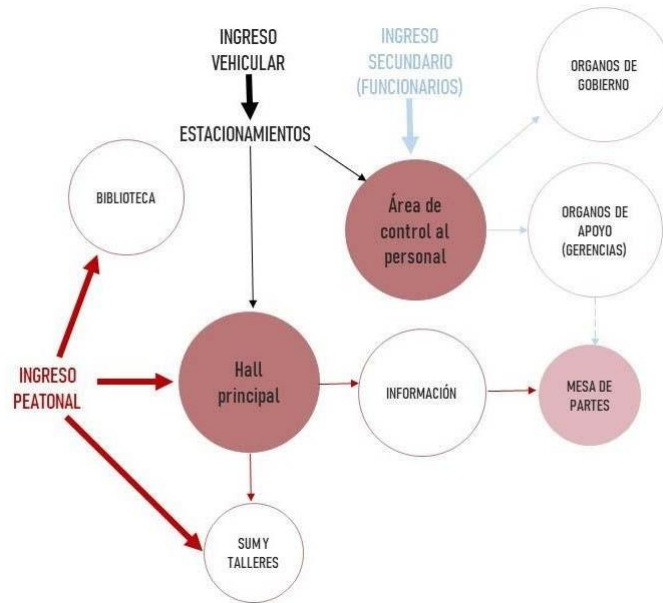 INGRESO
VEHICULAR
INGRESO
SECUNDARIO
(FUNCIONARIOS)
ORGANOS DE
GOBIERNO
ESTACIONAMIENTOS
BIBLIOTECA
Área de
control al
personal
ORGANOS DE
APOYO
(GERENCIAS)
INGRESO
PEATONAL
Hall
principal
INFORMACIÓN
MESA DE
PARTES
SUM Y
TALLERES